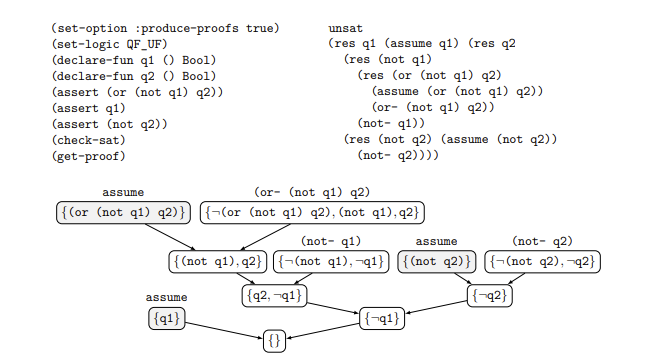 (set-option :produce-proofs true)
(set-logic QF_UF)
(declare-fun q1 () Bool)
(declare-fun q2 () Bool)
(assert (or (not q1) q2))
(assert q1)
(assert (not q2))
(check-sat)
(get-proof)
unsat
(res q1 (assume q1) (res q2
(res (not q1)
(res (or (not q1) q2)
(assume (or (not q1) q2))
(or- (not q1) q2))
(not- q1))
(res (not q2) (assume (not q2))
(not- q2))))
assume
(or- (not q1) q2)
{(or (not q1) q2)}
{¬(or (not q1) q2),(not q1),q2}
(not- q1)
assume
(not- q2)
{(not q1),q2}
{¬(not q1),¬q1}
{(not q2)}
{¬(not q2),¬q2}
assume
{q2,¬q1}
{¬q2}
{q1}
{¬q1}
{}